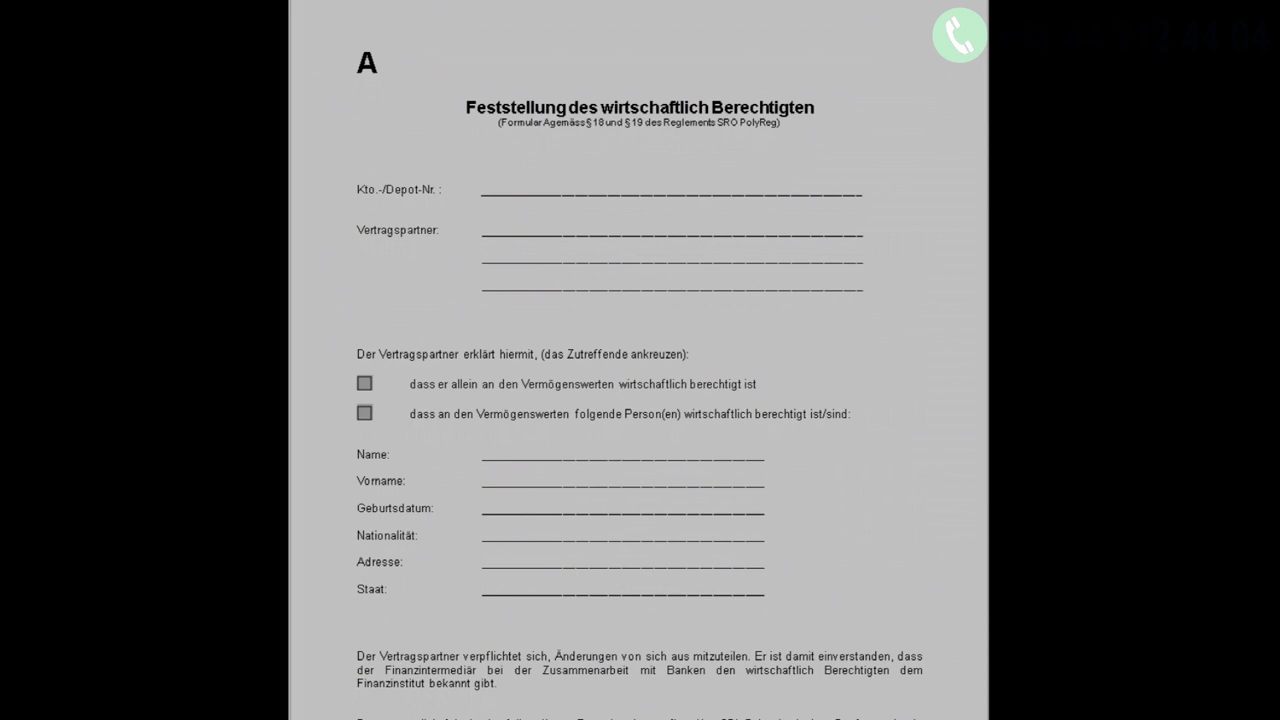 A
Feststellung des wirtschaftlich Berechtigten
(Formular A gemäss § 18 und § 19 des Reglements SRO PolyReg)
Kto.-/Depot-Nr. :
Vertragspartner:
Der Vertragspartner erklärt hiermit, (das Zutreffende ankreuzen):
dass er allein an den Vermögenswerten wirtschaftlich berechtigt ist
dass an den Vermögenswerten folgende Person(en) wirtschaftlich berechtigt ist/sind:
Name:
Vorname:
Geburtsdatum:
Nationalität:
Adresse:
Staat:
Der Vertragspartner verpflichtet sich, Änderungen von sich aus mitzuteilen. Er ist damit einverstanden, dass
der Finanzintermediär bei der Zusammenarbeit mit Banken den wirtschaftlich Berechtigten dem
Finanzinstitut bekannt gibt.